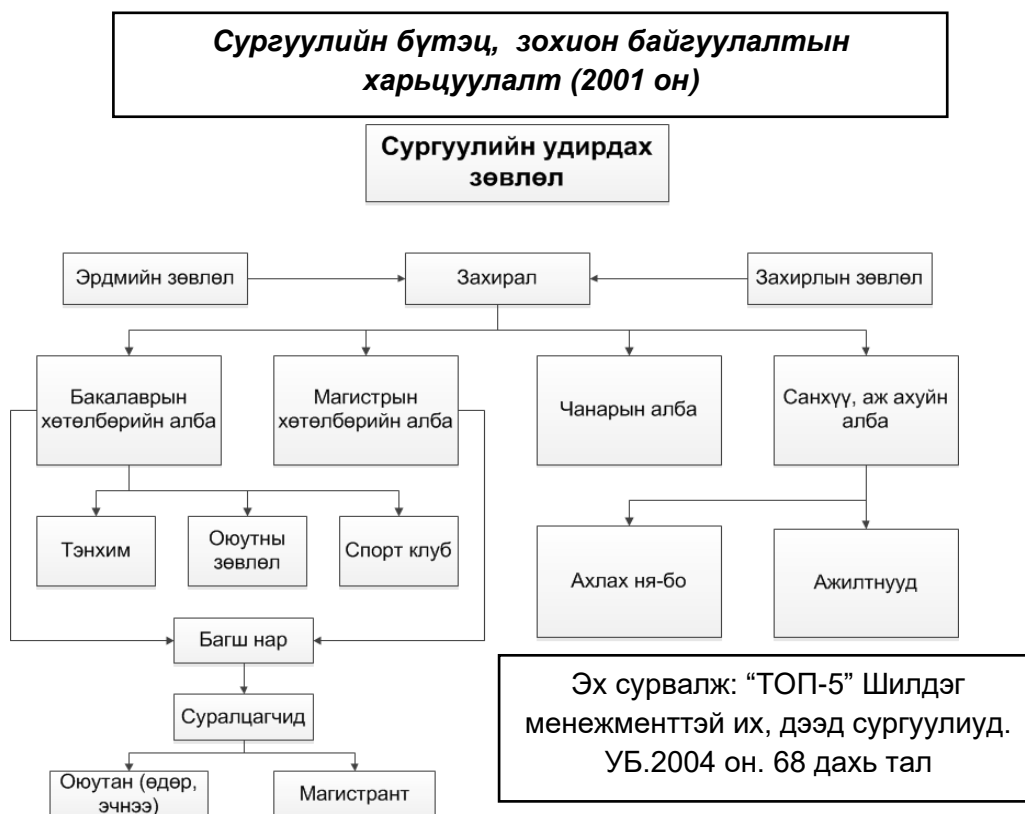 Сургуулийн бүтэц, зохион байгуулалтын
харьцуулалт (2001 он)
Сургуулийн удирдах
зөвлөл
Эрдмийн зөвлөл
Захирал
Захирлын зөвлөл
Бакалаврын
хөтөлбөрийн алба
Магистрын
хөтөлбөрийн алба
Чанарын алба
Санхүү, аж ахуйн
алба
Тэнхим
Оюутны
зөвлөл
Спорт клуб
Ахлах ня-бо
Ажилтнууд
Багш нар
Суралцагчид
Оюутан (өдөр,
эчнээ)
Магистрант
Эх сурвалж: “ТОП-5” Шилдэг
менежменттэй их, дээд сургуулиуд.
УБ.2004 он. 68 дахь тал